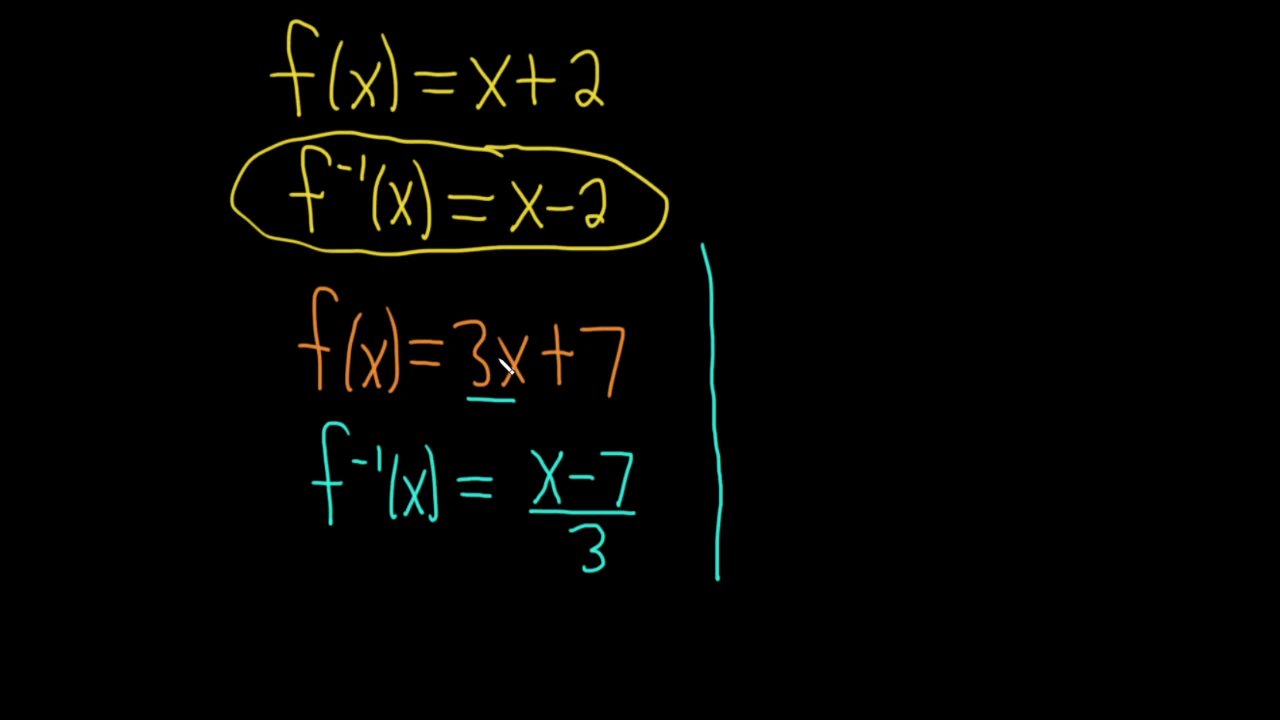 f(x) = x + 2
f⁻¹(x) = x - 2
f(x) = 3x + 7
f⁻¹(x) = (x - 7)/3